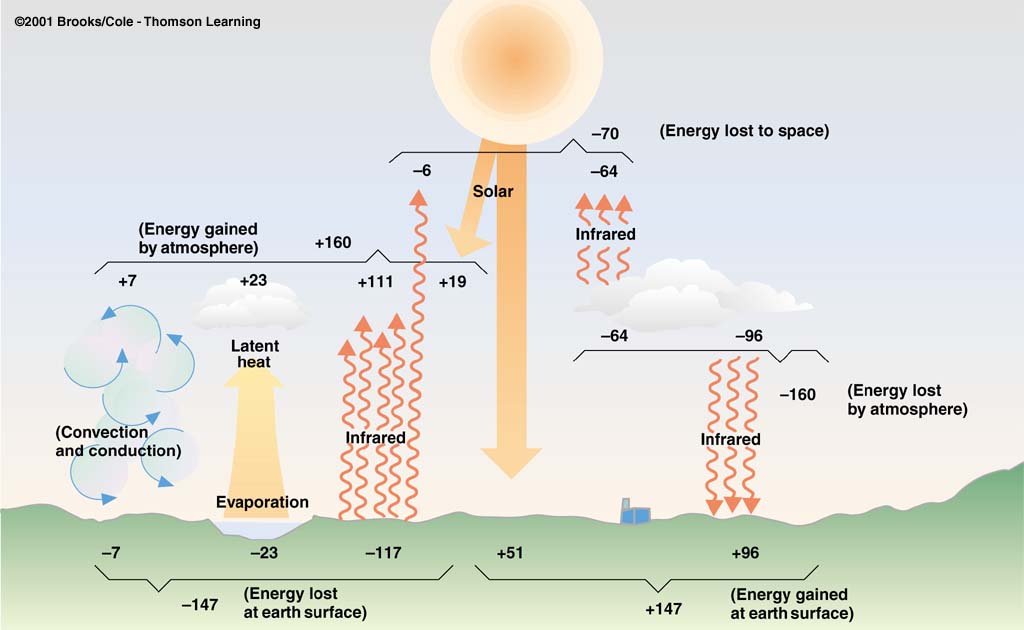 ©2001 Brooks/Cole - Thomson Learning
–70
(Energy lost to space)
–6
–64
Solar
Infrared
(Energy gained
by atmosphere)
+160
+7
+23
+111
+19
Latent
heat
–64
–96
–160
(Energy lost
by atmosphere)
(Convection
and conduction)
Infrared
Infrared
Evaporation
–7
–23
–117
+51
+96
–147
(Energy lost
at earth surface)
+147
(Energy gained
at earth surface)